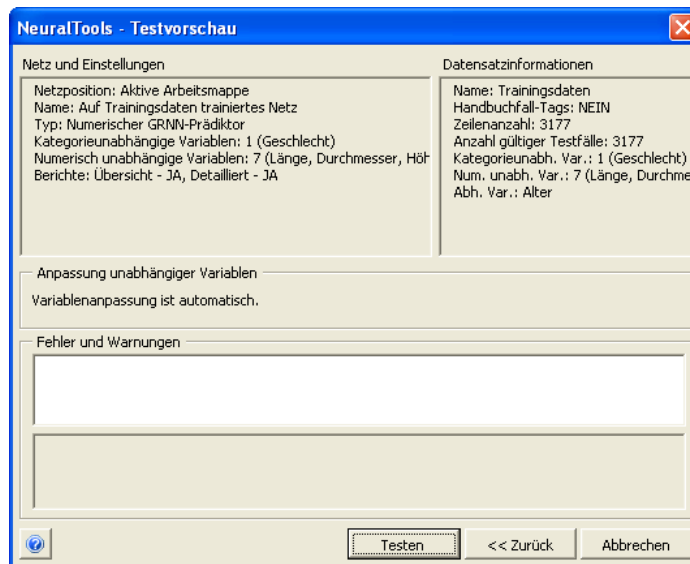 NeuralTools - Testvorschau
Netz und Einstellungen
Netzposition: Aktive Arbeitsmappe
Name: Auf Trainingsdaten trainiertes Netz
Typ: Numerischer GRNN-Prädiktor
Kategorieunabhängige Variablen: 1 (Geschlecht)
Numerisch unabhängige Variablen: 7 (Länge, Durchmesser, Höh
Berichte: Übersicht - JA, Detailliert - JA
Datensatzinformationen
Name: Trainingsdaten
Handbuchfall-Tags: NEIN
Zeilenanzahl: 3177
Anzahl gültiger Testfälle: 3177
Kategorieunabh. Var.: 1 (Geschlecht)
Num. unabh. Var.: 7 (Länge, Durchme
Abh. Var.: Alter
Anpassung unabhängiger Variablen
Variablenanpassung ist automatisch.
Fehler und Warnungen
Testen
<< Zurück
Abbrechen